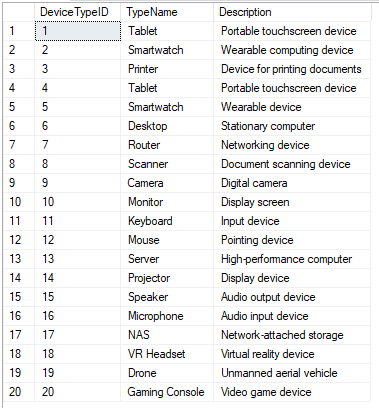 DeviceTypeID TypeName Description
1 1 Tablet Portable touchscreen device
2 2 Smartwatch Wearable computing device
3 3 Printer Device for printing documents
4 4 Tablet Portable touchscreen device
5 5 Smartwatch Wearable device
6 6 Desktop Stationary computer
7 7 Router Networking device
8 8 Scanner Document scanning device
9 9 Camera Digital camera
10 10 Monitor Display screen
11 11 Keyboard Input device
12 12 Mouse Pointing device
13 13 Server High-performance computer
14 14 Projector Display device
15 15 Speaker Audio output device
16 16 Microphone Audio input device
17 17 NAS Network-attached storage
18 18 VR Headset Virtual reality device
19 19 Drone Unmanned aerial vehicle
20 20 Gaming Console Video game device